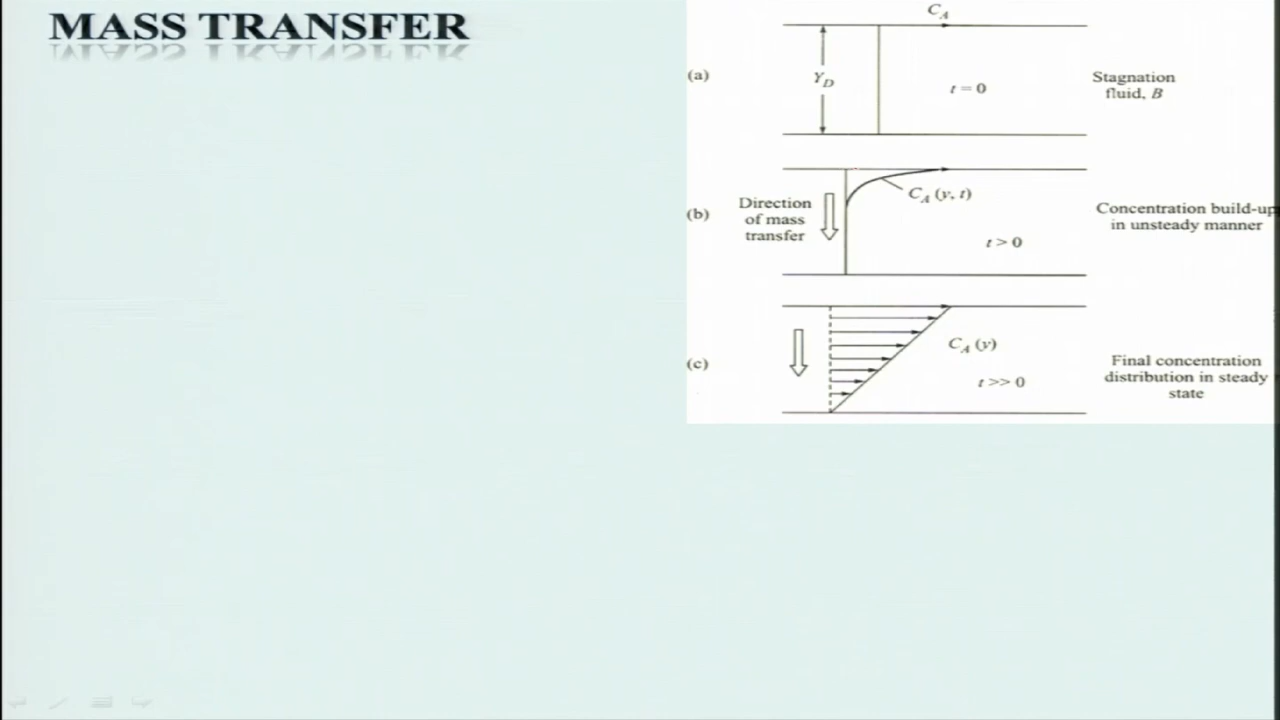 MASS TRANSFER
C_A
(a)
Y_D
t = 0
Stagnation
fluid, B
(b)
Direction
of mass
transfer
C_A (y, t)
t > 0
Concentration build-up
in unsteady manner
(c)
C_A (y)
t >> 0
Final concentration
distribution in steady
state